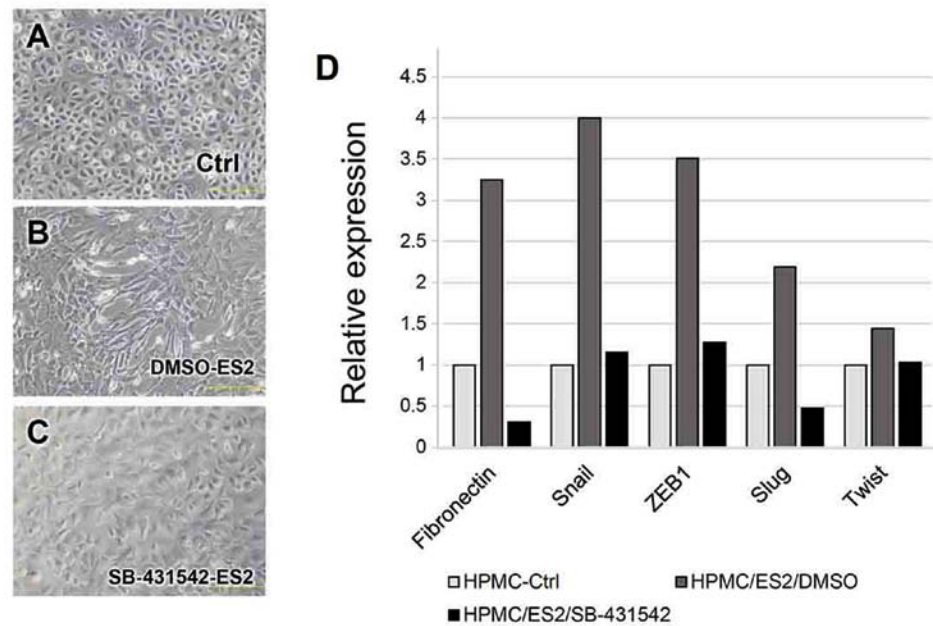 A
Ctrl
B
DMSO-ES2
C
SB-431542-ES2
D
Relative expression
4.5
4
3.5
3
2.5
2
1.5
1
0.5
0
Fibronectin
Snail
ZEB1
Slug
Twist
HPMC-Ctrl
HPMC/ES2/DMSO
HPMC/ES2/SB-431542